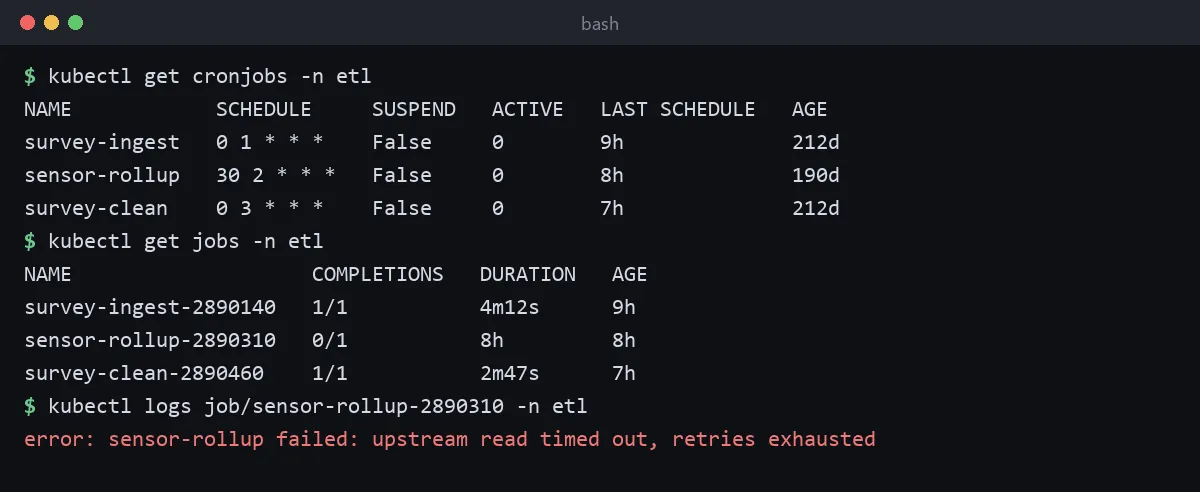 bash
$ kubectl get cronjobs -n etl
NAME            SCHEDULE     SUSPEND   ACTIVE   LAST SCHEDULE   AGE
survey-ingest   0 1 * * *    False     0        9h              212d
sensor-rollup   30 2 * * *   False     0        8h              190d
survey-clean    0 3 * * *    False     0        7h              212d
$ kubectl get jobs -n etl
NAME                    COMPLETIONS   DURATION   AGE
survey-ingest-2890140   1/1           4m12s      9h
sensor-rollup-2890310   0/1           8h         8h
survey-clean-2890460    1/1           2m47s      7h
$ kubectl logs job/sensor-rollup-2890310 -n etl
error: sensor-rollup failed: upstream read timed out, retries exhausted